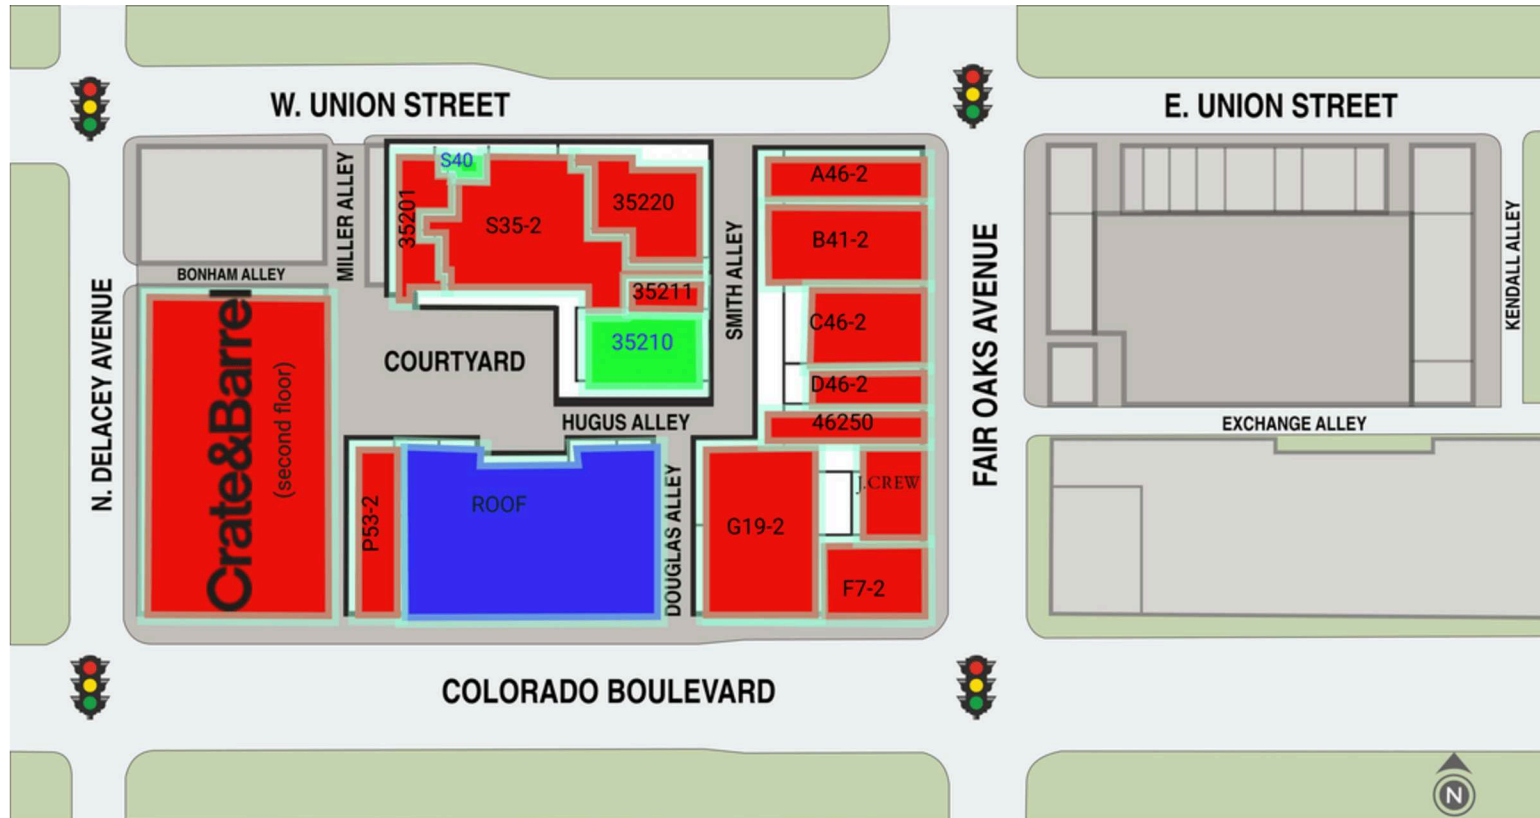 W. UNION STREET
E. UNION STREET
MILLER ALLEY
S40
35201
S35-2
35220
A46-2
B41-2
BONHAM ALLEY
35211
SMITH ALLEY
C46-2
KENDALL ALLEY
N. DELACEY AVENUE
Crate&Barrel
(second floor)
COURTYARD
35210
D46-2
FAIR OAKS AVENUE
HUGUS ALLEY
46250
EXCHANGE ALLEY
P53-2
ROOF
DOUGLAS ALLEY
G19-2
J.CREW
F7-2
COLORADO BOULEVARD
N